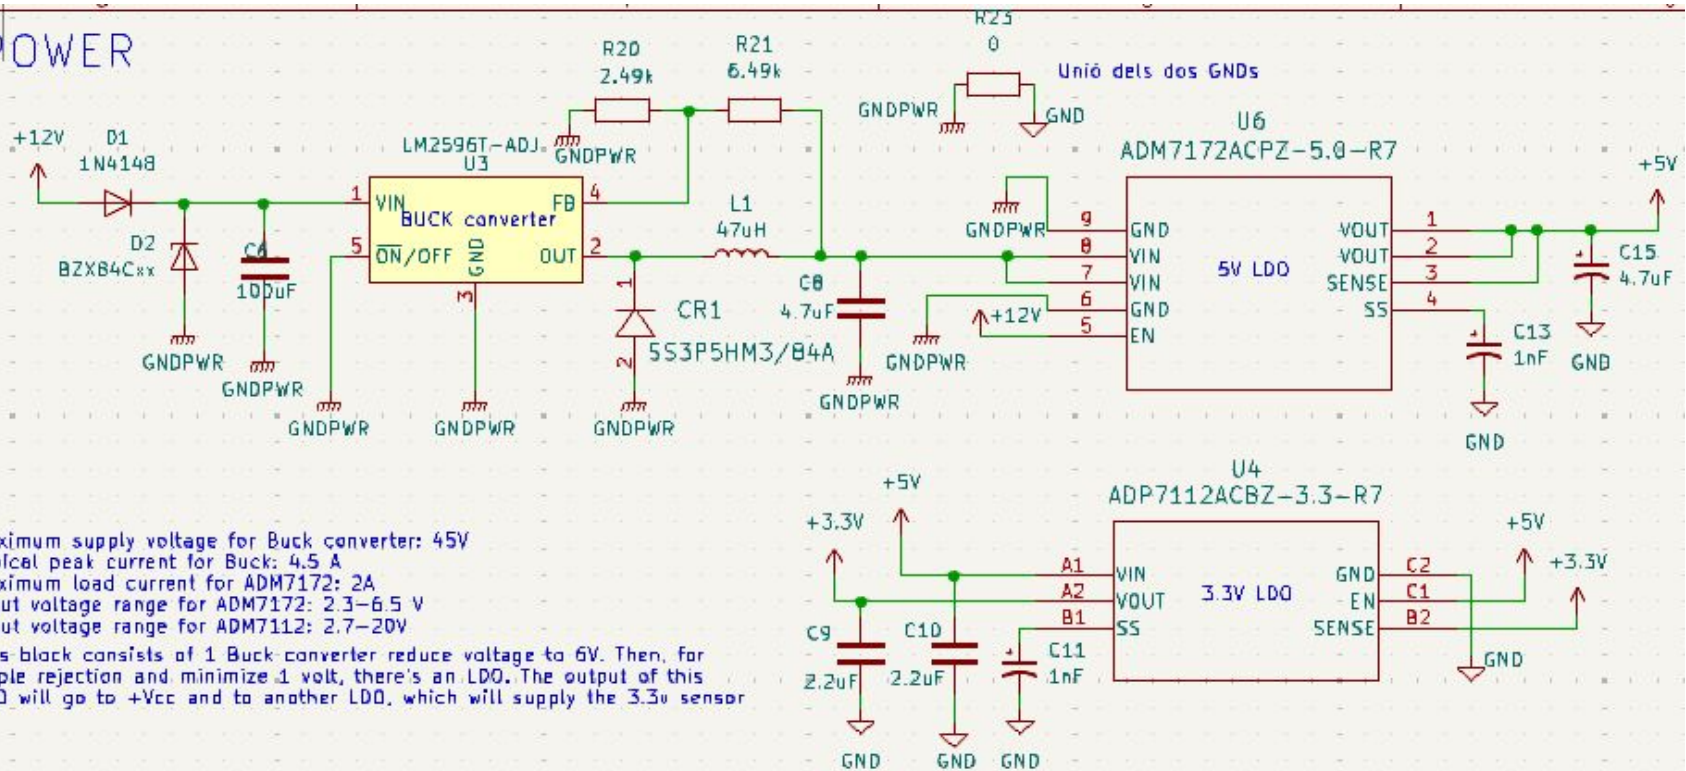 POWER
+12V
D1
1N4148
D2
BZX84Cxx
GNDPWR
C6
100uF
GNDPWR
LM2596T-ADJ
U3
BUCK converter
1
VIN
5
ON/OFF
GND
3
FB
4
OUT
2
GNDPWR
GNDPWR
R20
2.49k
GNDPWR
R21
6.49k
L1
47uH
1
2
CR1
5S3P5HM3/84A
GNDPWR
C8
4.7uF
GNDPWR
R23
0
GNDPWR
GND
Unió dels dos GNDs
U6
ADM7172ACPZ-5.0-R7
5V LDO
GNDPWR
9
GND
8
VIN
7
VIN
6
GND
5
EN
+12V
GNDPWR
VOUT
1
VOUT
2
SENSE
3
SS
4
+5V
C15
4.7uF
GND
C13
1nF
GND
U4
ADP7112ACBZ-3.3-R7
3.3V LDO
+5V
+3.3V
A1
VIN
A2
VOUT
B1
SS
GND
C2
EN
C1
SENSE
B2
+5V
+3.3V
GND
C9
2.2uF
GND
C10
2.2uF
GND
C11
1nF
GND
ximum supply voltage for Buck converter: 45V
ical peak current for Buck: 4.5 A
ximum load current for ADM7172: 2A
ut voltage range for ADM7172: 2.3-6.5 V
ut voltage range for ADM7112: 2.7-20V
s block consists of 1 Buck converter reduce voltage to 6V. Then, for
ple rejection and minimize 1 volt, there's an LDO. The output of this
O will go to +Vcc and to another LDO, which will supply the 3.3v sensor